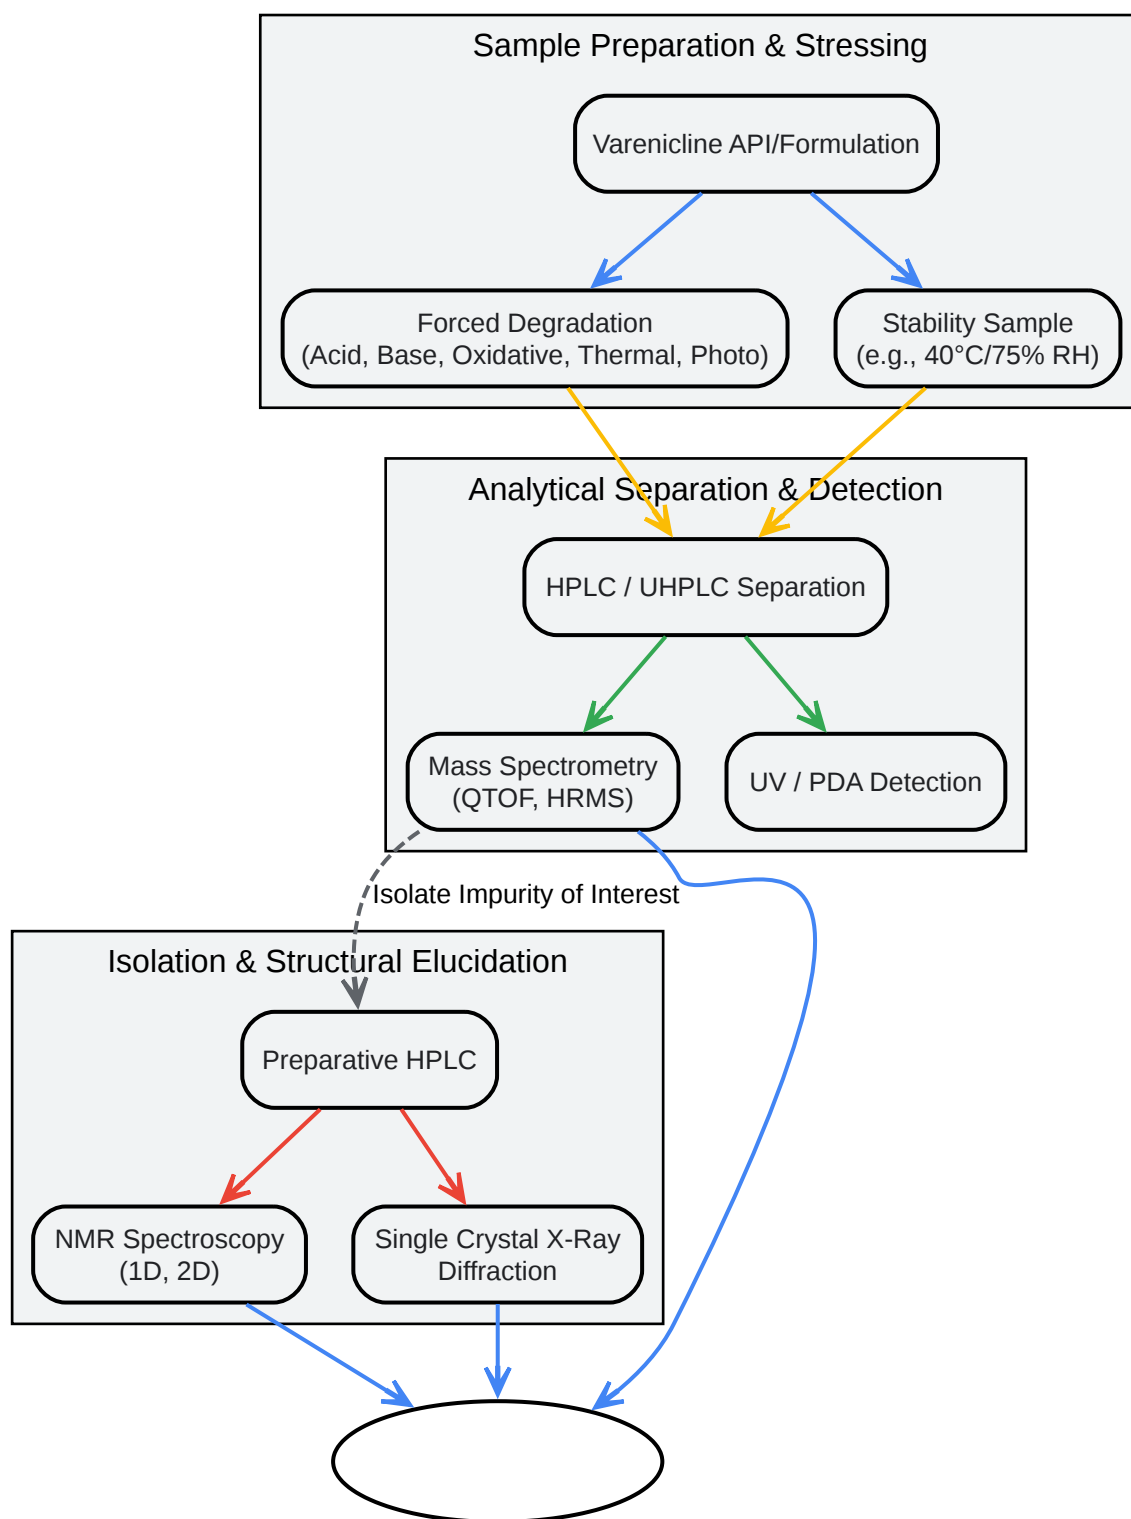 Sample Preparation & Stressing
Varenicline API/Formulation
Forced Degradation
(Acid, Base, Oxidative, Thermal, Photo)
Stability Sample
(e.g., 40°C/75% RH)
Analytical Separation & Detection
HPLC / UHPLC Separation
Mass Spectrometry
(QTOF, HRMS)
UV / PDA Detection
Isolate Impurity of Interest
Isolation & Structural Elucidation
Preparative HPLC
NMR Spectroscopy
(1D, 2D)
Single Crystal X-Ray
Diffraction